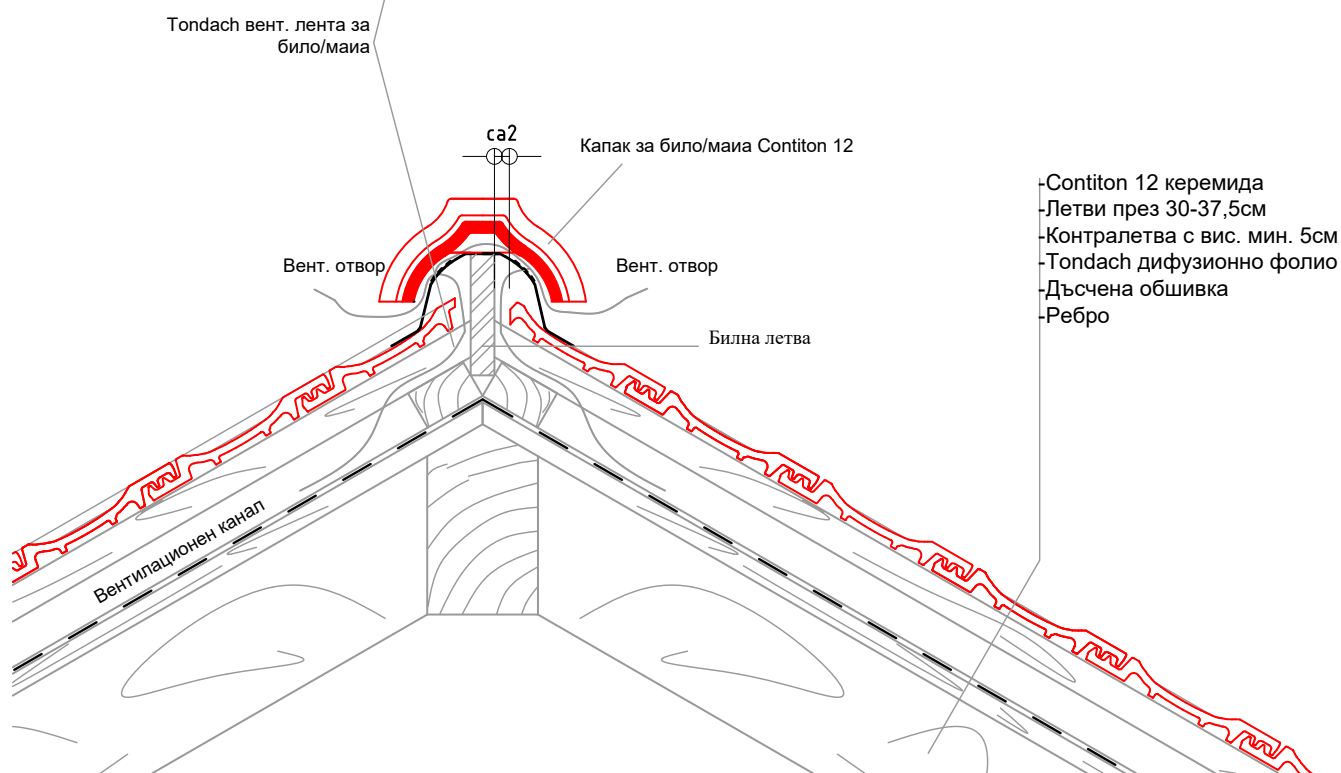 Tondach вент. лента за
било/маиа
ca2
Капак за било/маиа Contiton 12
Вент. отвор
Вент. отвор
-Contiton 12 керемида
-Летви през 30-37,5см
-Контралетва с вис. мин. 5см
-Tondach дифузионно фолио
-Дъсчена обшивка
-Ребро
Билна летва
Вентилационен канал